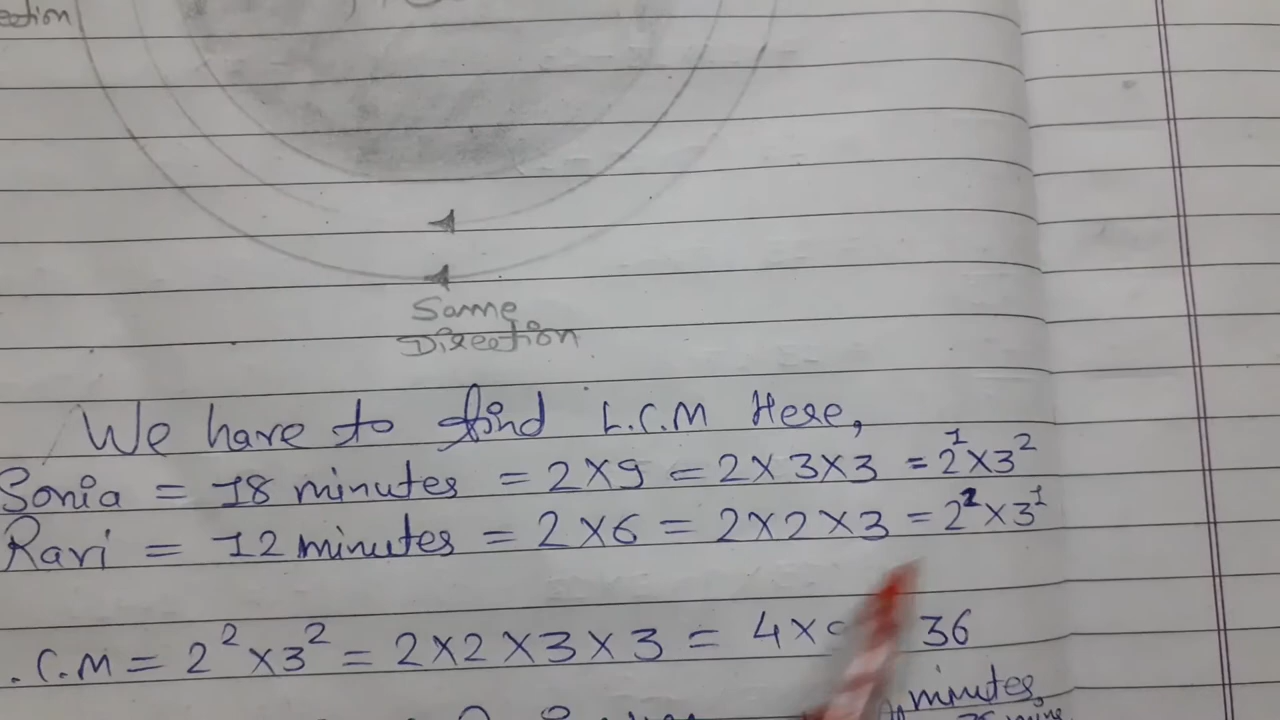 ection
Same
Direction
We have to find L.C.M Here,
Sonia = 18 minutes = 2×9 = 2×3×3 = 2¹×3²
Ravi = 12 minutes = 2×6 = 2×2×3 = 2²×3¹
.C.M = 2²×3² = 2×2×3×3 = 4× 36
minutes,